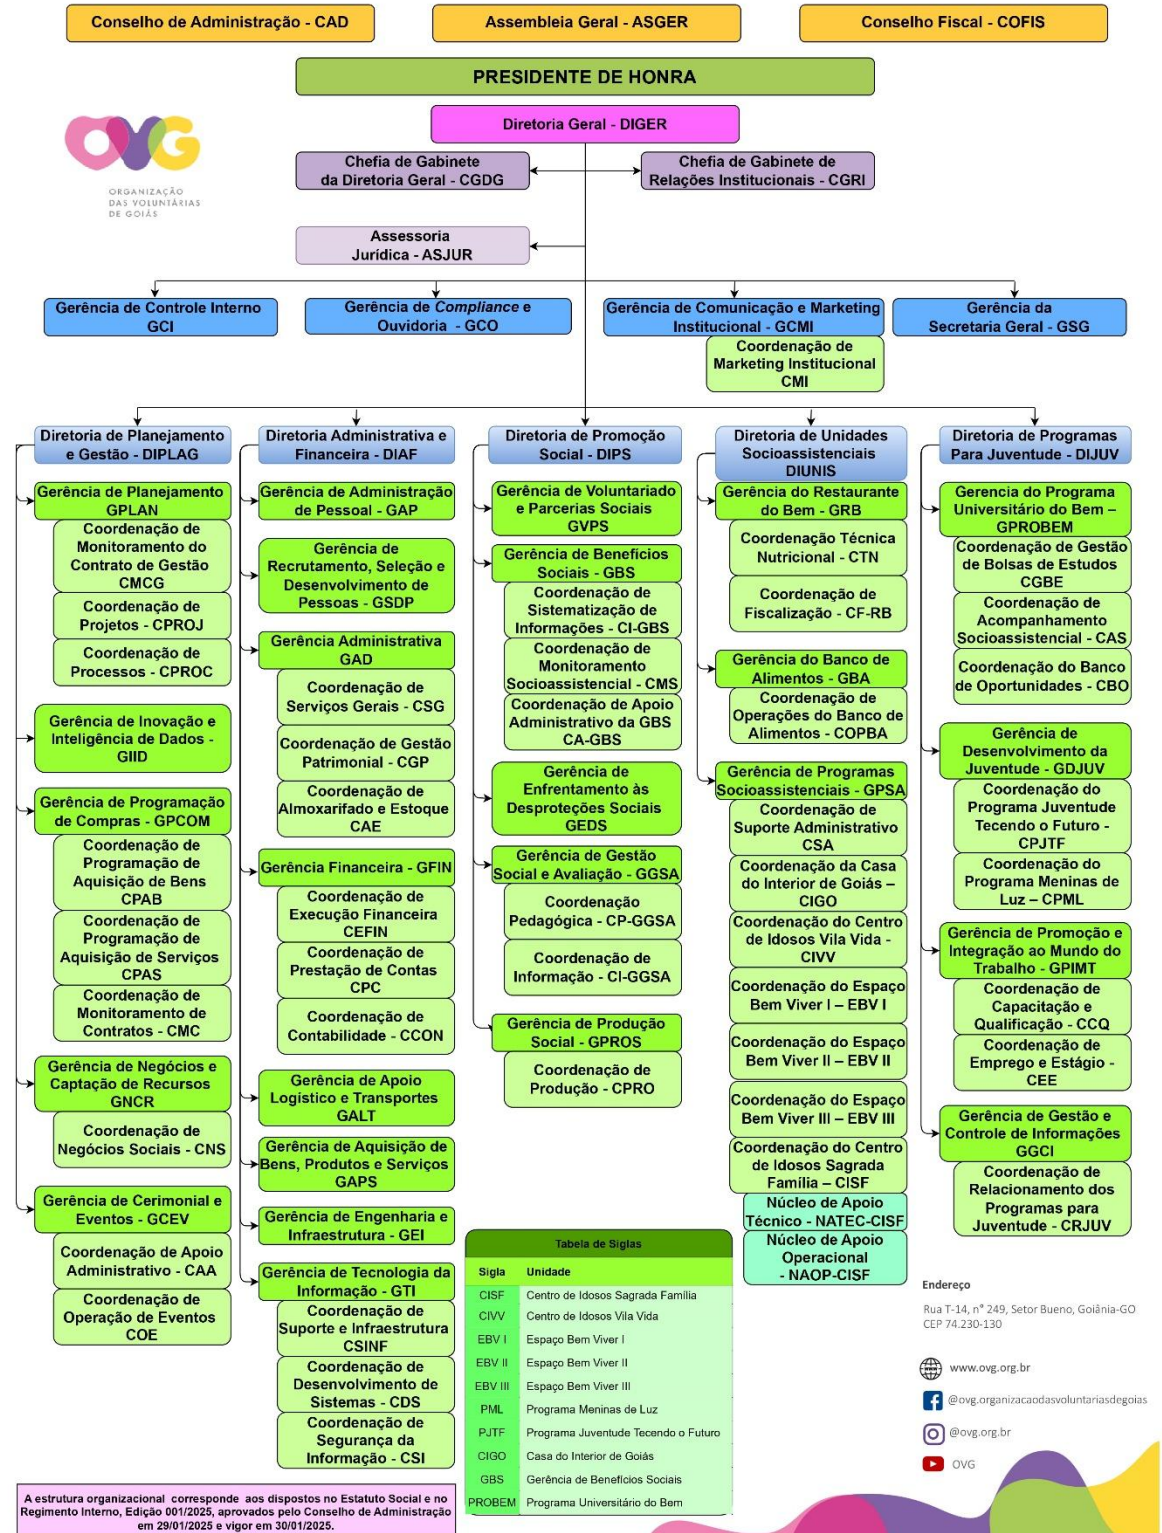 Conselho de Administração - CAD
Assembleia Geral - ASGER
Conselho Fiscal - COFIS
PRESIDENTE DE HONRA
OVG
ORGANIZAÇÃO
DAS VOLUNTÁRIAS
DE GOIÁS
Diretoria Geral - DIGER
Chefia de Gabinete
da Diretoria Geral - CGDG
Chefia de Gabinete de
Relações Institucionais - CGRI
Assessoria
Jurídica - ASJUR
Gerência de Controle Interno
GCI
Gerência de Compliance e
Ouvidoria - GCO
Gerência de Comunicação e Marketing
Institucional - GCMI
Coordenação de
Marketing Institucional
CMI
Gerência da
Secretaria Geral - GSG
Diretoria de Planejamento
e Gestão - DIPLAG
Gerência de Planejamento
GPLAN
Coordenação de
Monitoramento do
Contrato de Gestão
CMCG
Coordenação de
Projetos - CPROJ
Coordenação de
Processos - CPROC
Gerência de Inovação e
Inteligência de Dados -
GIID
Gerência de Programação
de Compras - GPCOM
Coordenação de
Programação de
Aquisição de Bens
CPAB
Coordenação de
Programação de
Aquisição de Serviços
CPAS
Coordenação de
Monitoramento de
Contratos - CMC
Gerência de Negócios e
Captação de Recursos
GNCR
Coordenação de
Negócios Sociais - CNS
Gerência de Cerimonial e
Eventos - GCEV
Coordenação de Apoio
Administrativo - CAA
Coordenação de
Operação de Eventos
COE
Diretoria Administrativa e
Financeira - DIAF
Gerência de Administração
de Pessoal - GAP
Gerência de
Recrutamento, Seleção e
Desenvolvimento de
Pessoas - GSDP
Gerência Administrativa
GAD
Coordenação de
Serviços Gerais - CSG
Coordenação de Gestão
Patrimonial - CGP
Coordenação de
Almoxarifado e Estoque
CAE
Gerência Financeira - GFIN
Coordenação de
Execução Financeira
CEFIN
Coordenação de
Prestação de Contas
CPC
Coordenação de
Contabilidade - CCON
Gerência de Apoio
Logístico e Transportes
GALT
Gerência de Aquisição de
Bens, Produtos e Serviços
GAPS
Gerência de Engenharia e
Infraestrutura - GEI
Gerência de Tecnologia da
Informação - GTI
Coordenação de
Suporte e Infraestrutura
CSINF
Coordenação de
Desenvolvimento de
Sistemas - CDS
Coordenação de
Segurança da
Informação - CSI
Diretoria de Promoção
Social - DIPS
Gerência de Voluntariado
e Parcerias Sociais
GVPS
Gerência de Benefícios
Sociais - GBS
Coordenação de
Sistematização de
Informações - CI-GBS
Coordenação de
Monitoramento
Socioassistencial - CMS
Coordenação de Apoio
Administrativo da GBS
CA-GBS
Gerência de
Enfrentamento às
Desproteções Sociais
GEDS
Gerência de Gestão
Social e Avaliação - GGSA
Coordenação
Pedagógica - CP-GGSA
Coordenação de
Informação - CI-GGSA
Gerência de Produção
Social - GPROS
Coordenação de
Produção - CPRO
Diretoria de Unidades
Socioassistenciais
DIUNIS
Gerência do Restaurante
do Bem - GRB
Coordenação Técnica
Nutricional - CTN
Coordenação de
Fiscalização - CF-RB
Gerência do Banco de
Alimentos - GBA
Coordenação de
Operações do Banco de
Alimentos - COPBA
Gerência de Programas
Socioassistenciais - GPSA
Coordenação de
Suporte Administrativo
CSA
Coordenação da Casa
do Interior de Goiás –
CIGO
Coordenação do Centro
de Idosos Vila Vida -
CIVV
Coordenação do Espaço
Bem Viver I – EBV I
Coordenação do Espaço
Bem Viver II – EBV II
Coordenação do Espaço
Bem Viver III – EBV III
Coordenação do Centro
de Idosos Sagrada
Família – CISF
Núcleo de Apoio
Técnico - NATEC-CISF
Núcleo de Apoio
Operacional
- NAOP-CISF
Diretoria de Programas
Para Juventude - DIJUV
Gerencia do Programa
Universitário do Bem –
GPROBEM
Coordenação de Gestão
de Bolsas de Estudos
CGBE
Coordenação de
Acompanhamento
Socioassistencial - CAS
Coordenação do Banco
de Oportunidades - CBO
Gerência de
Desenvolvimento da
Juventude - GDJUV
Coordenação do
Programa Juventude
Tecendo o Futuro -
CPJTF
Coordenação do
Programa Meninas de
Luz – CPML
Gerência de Promoção e
Integração ao Mundo do
Trabalho - GPIMT
Coordenação de
Capacitação e
Qualificação - CCQ
Coordenação de
Emprego e Estágio -
CEE
Gerência de Gestão e
Controle de Informações
GGCI
Coordenação de
Relacionamento dos
Programas para
Juventude - CRJUV
Tabela de Siglas
Sigla Unidade
CISF Centro de Idosos Sagrada Família
CIVV Centro de Idosos Vila Vida
EBV I Espaço Bem Viver I
EBV II Espaço Bem Viver II
EBV III Espaço Bem Viver III
PML Programa Meninas de Luz
PJTF Programa Juventude Tecendo o Futuro
CIGO Casa do Interior de Goiás
GBS Gerência de Benefícios Sociais
PROBEM Programa Universitário do Bem
Endereço
Rua T-14, n° 249, Setor Bueno, Goiânia-GO
CEP 74.230-130
www.ovg.org.br
@ovg.organizacaodasvoluntariasdegoias
@ovg.org.br
OVG
A estrutura organizacional corresponde aos dispostos no Estatuto Social e no
Regimento Interno, Edição 001/2025, aprovados pelo Conselho de Administração
em 29/01/2025 e vigor em 30/01/2025.